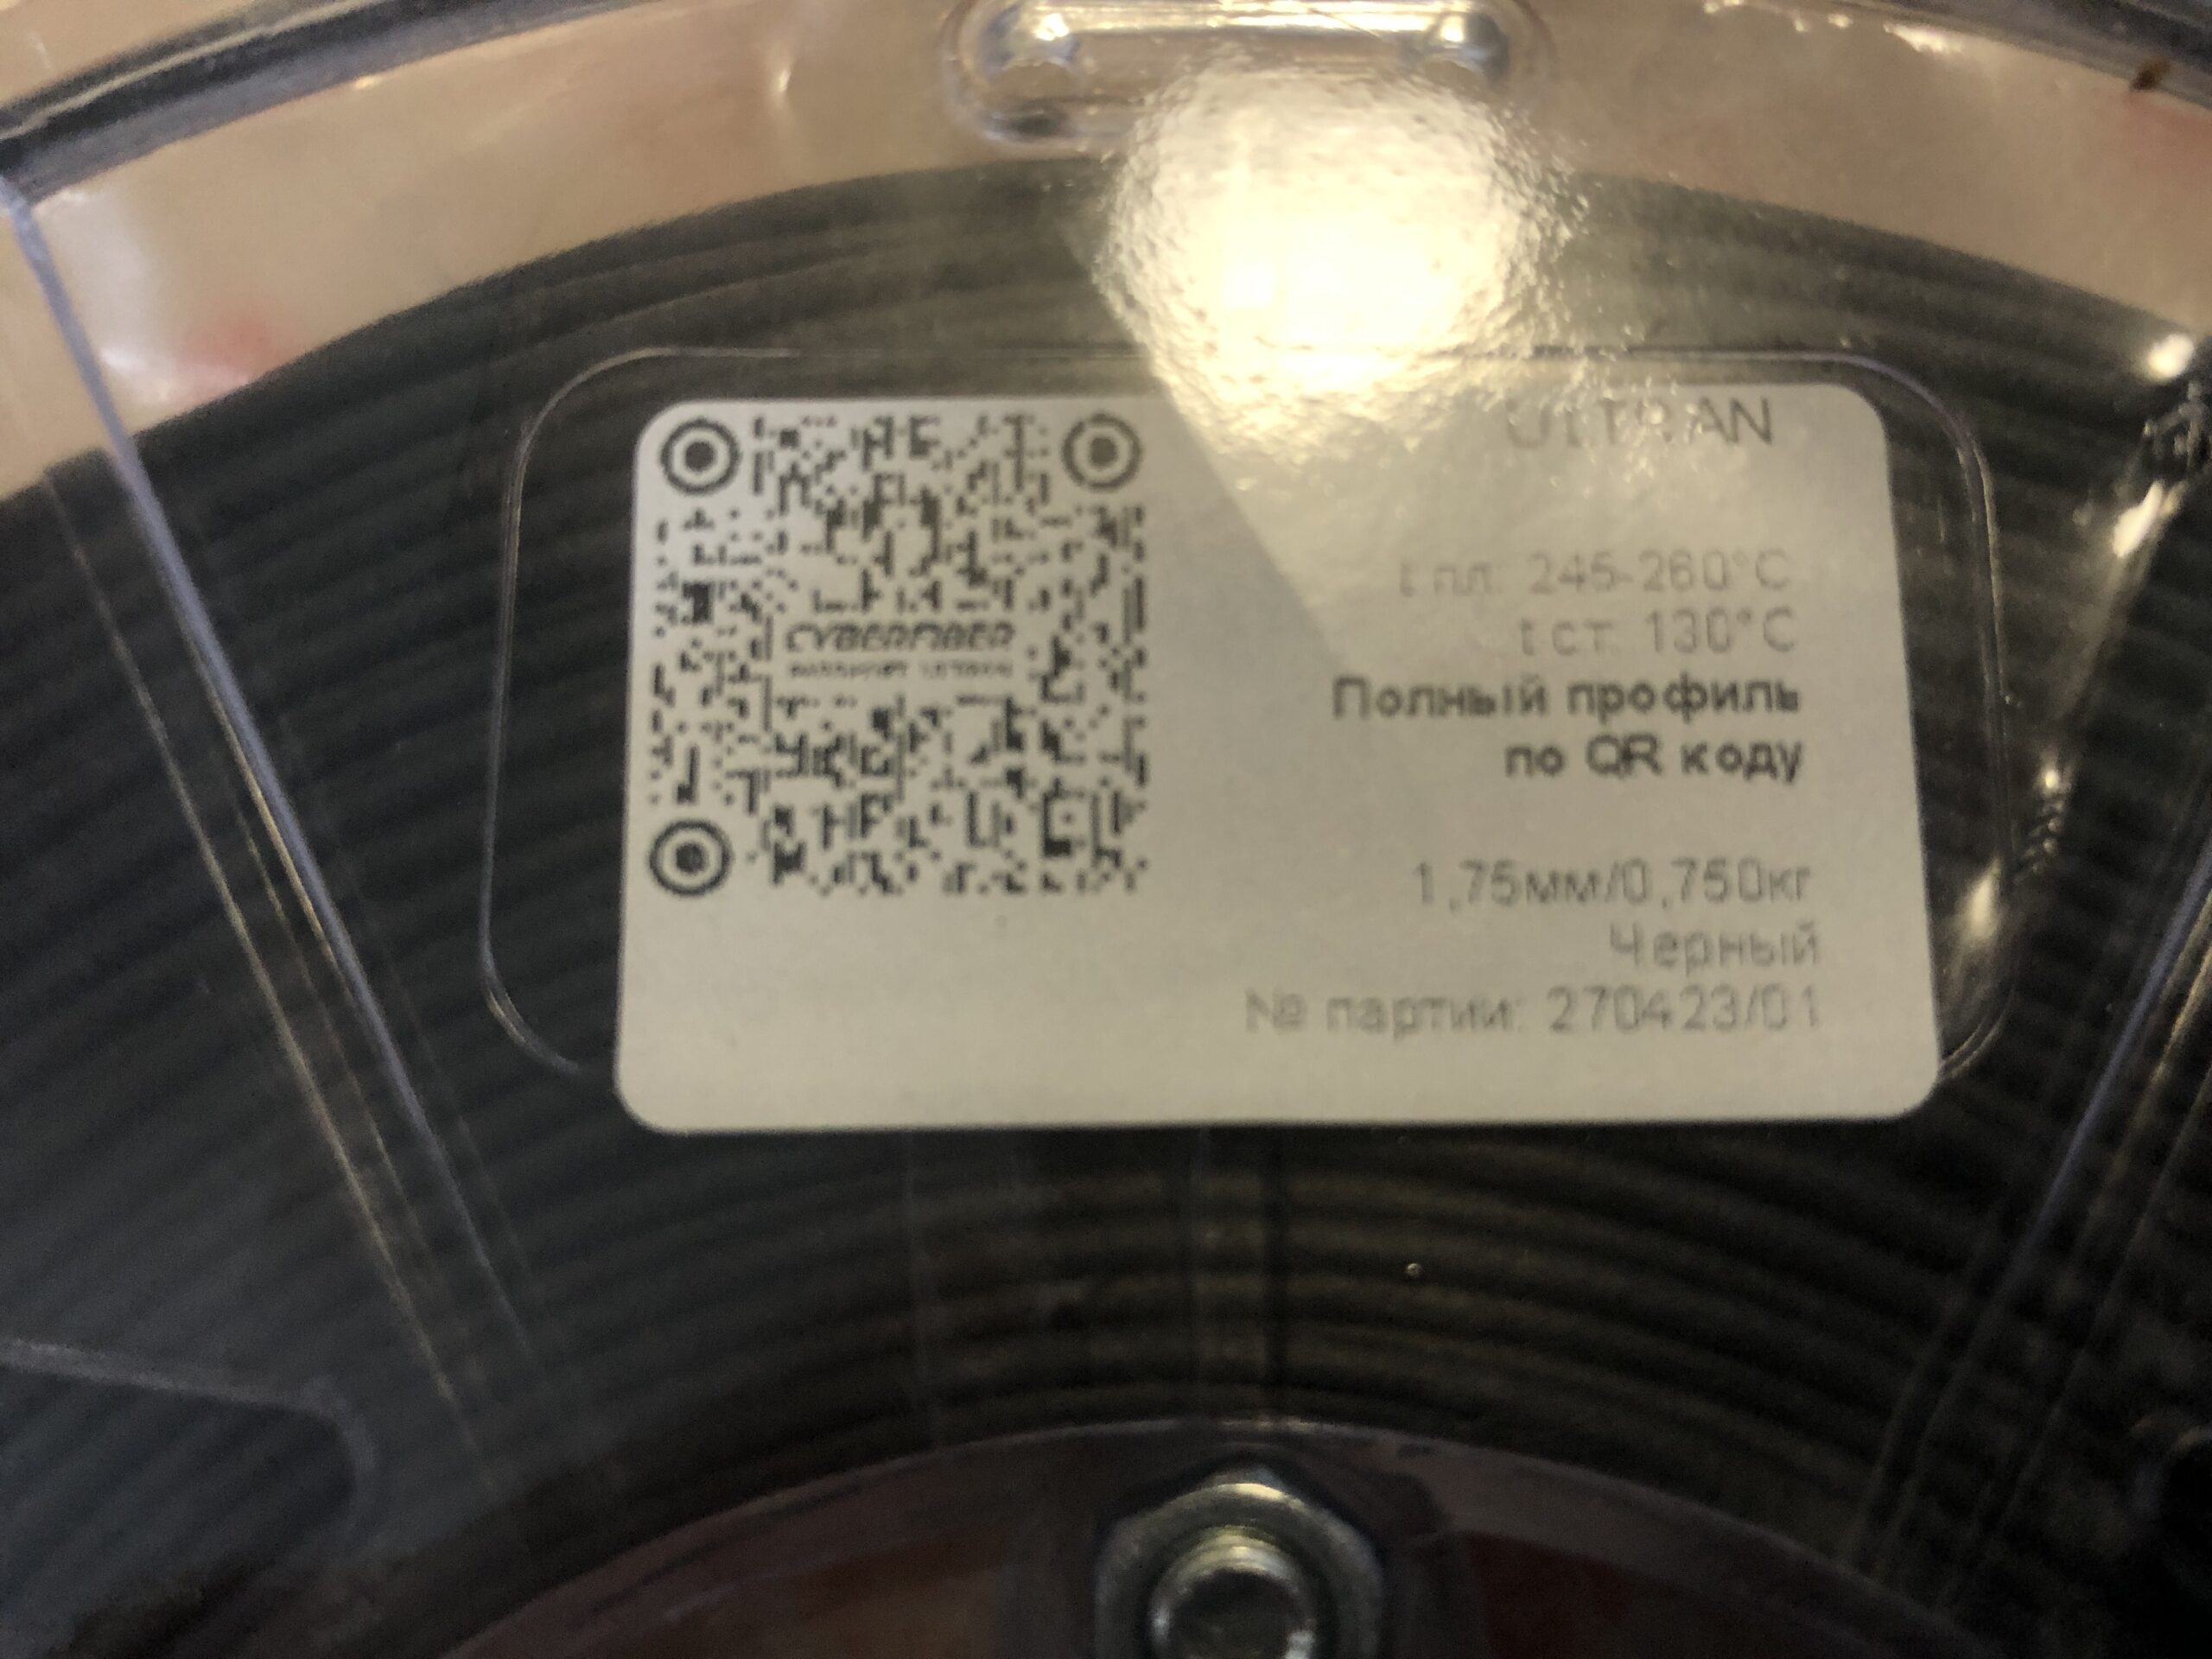 ULTRAN
t пл: 245-260°C
t ст. 130°C
CYBERFIBER
Полный профиль
по QR коду
1,75мм/0,750кг
Черный
№ партии: 270423/01